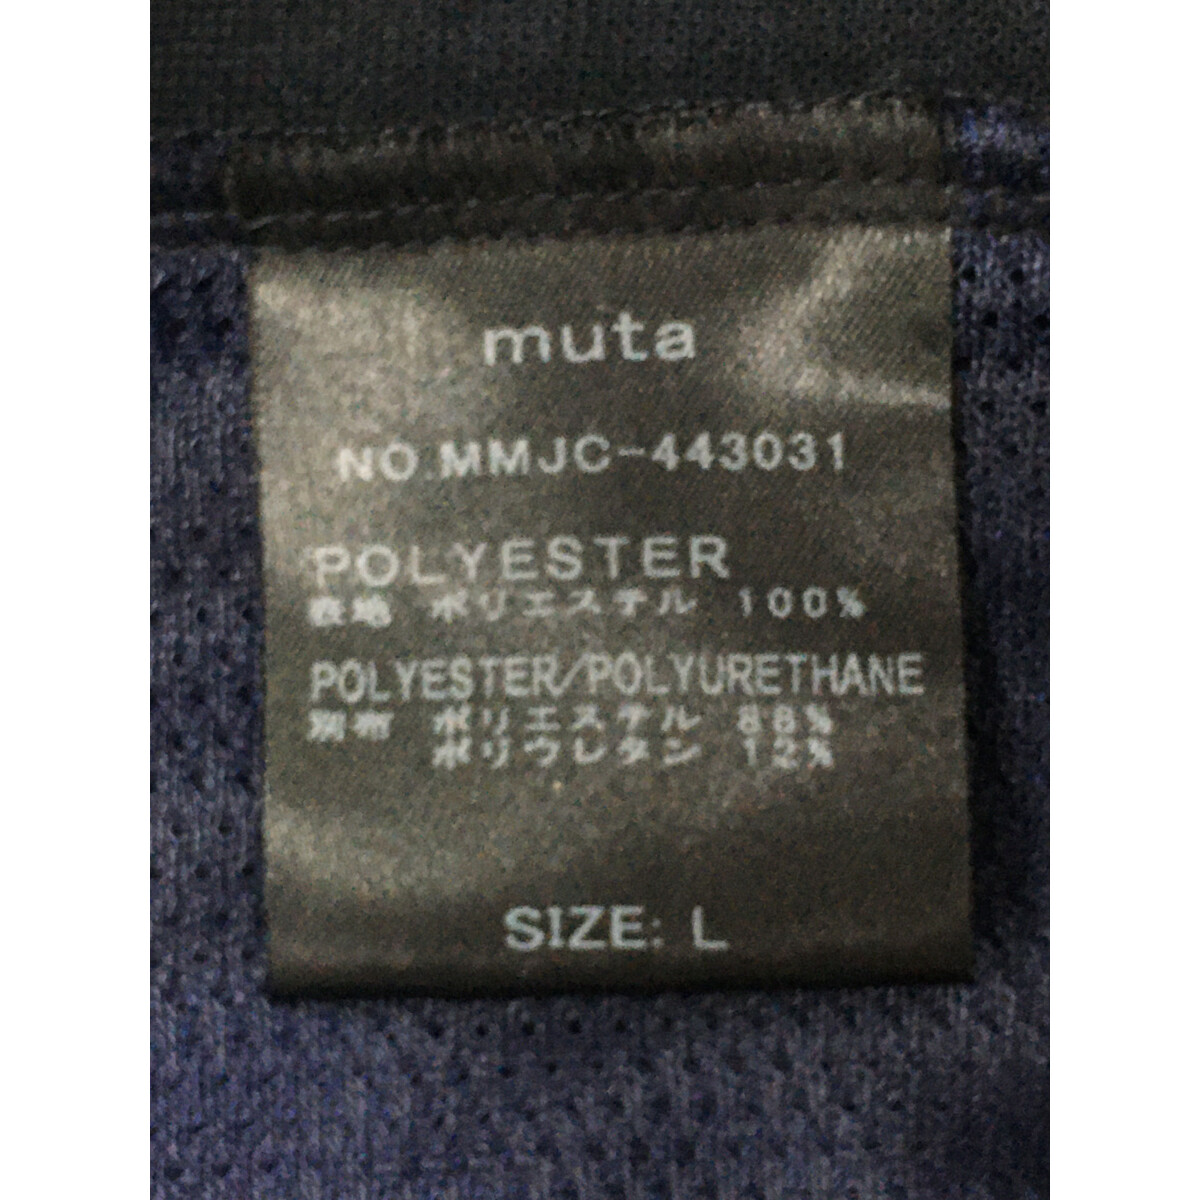 muta
NO.MMJC-443031
POLYESTER
表地 ポリエステル 100%
POLYESTER/POLYURETHANE
別布 ポリエステル 88%
ポリウレタン 12%
SIZE: L